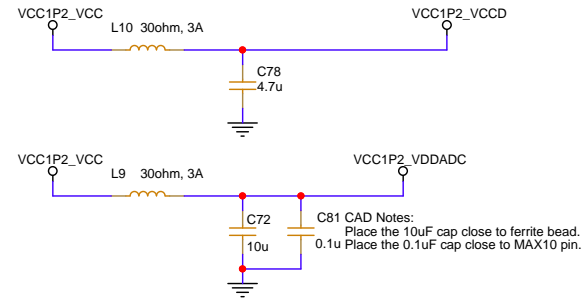 VCC1P2_VCC
VCC1P2_VCCD
L10 30ohm, 3A
C78
4.7u
VCC1P2_VCC
VCC1P2_VDDADC
L9 30ohm, 3A
C72
10u
C81
0.1u
CAD Notes:
Place the 10uF cap close to ferrite bead.
Place the 0.1uF cap close to MAX10 pin.